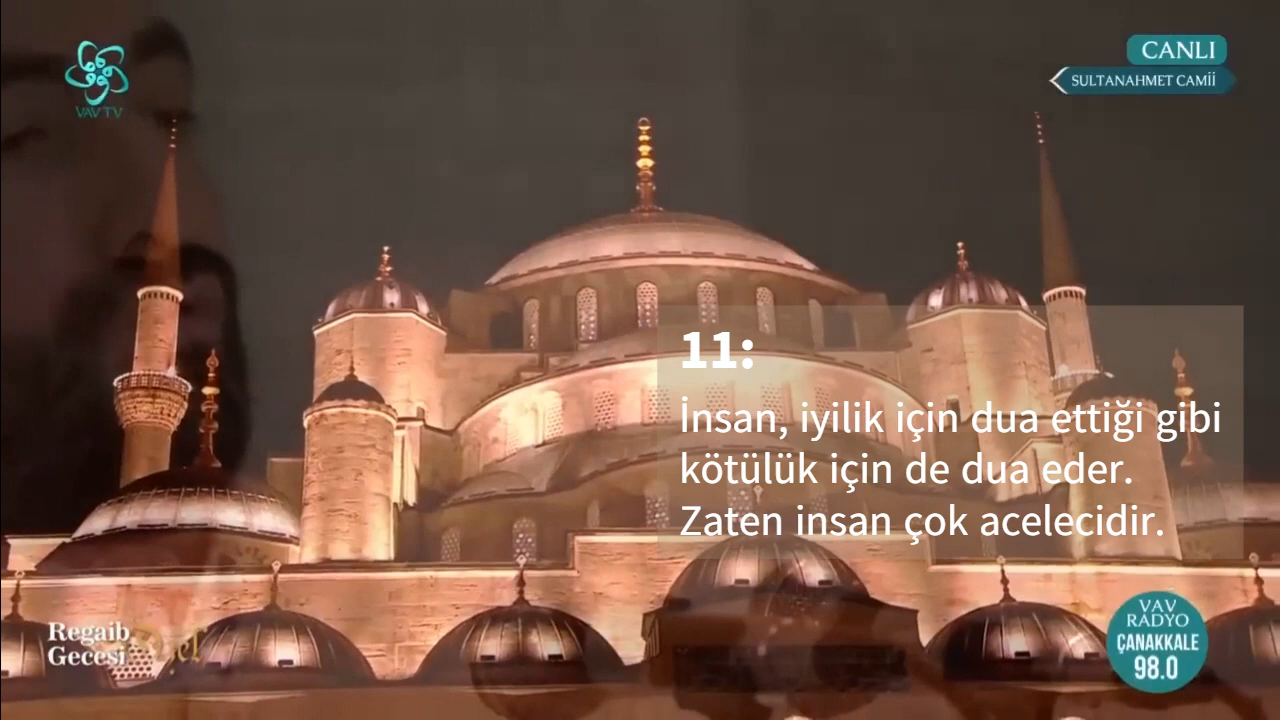 VAV TV
CANLI
SULTANAHMET CAMİİ
11:
İnsan, iyilik için dua ettiği gibi
kötülük için de dua eder.
Zaten insan çok acelecidir.
Regaib
Gecesi
VAV
RADYO
ÇANAKKALE
98.0